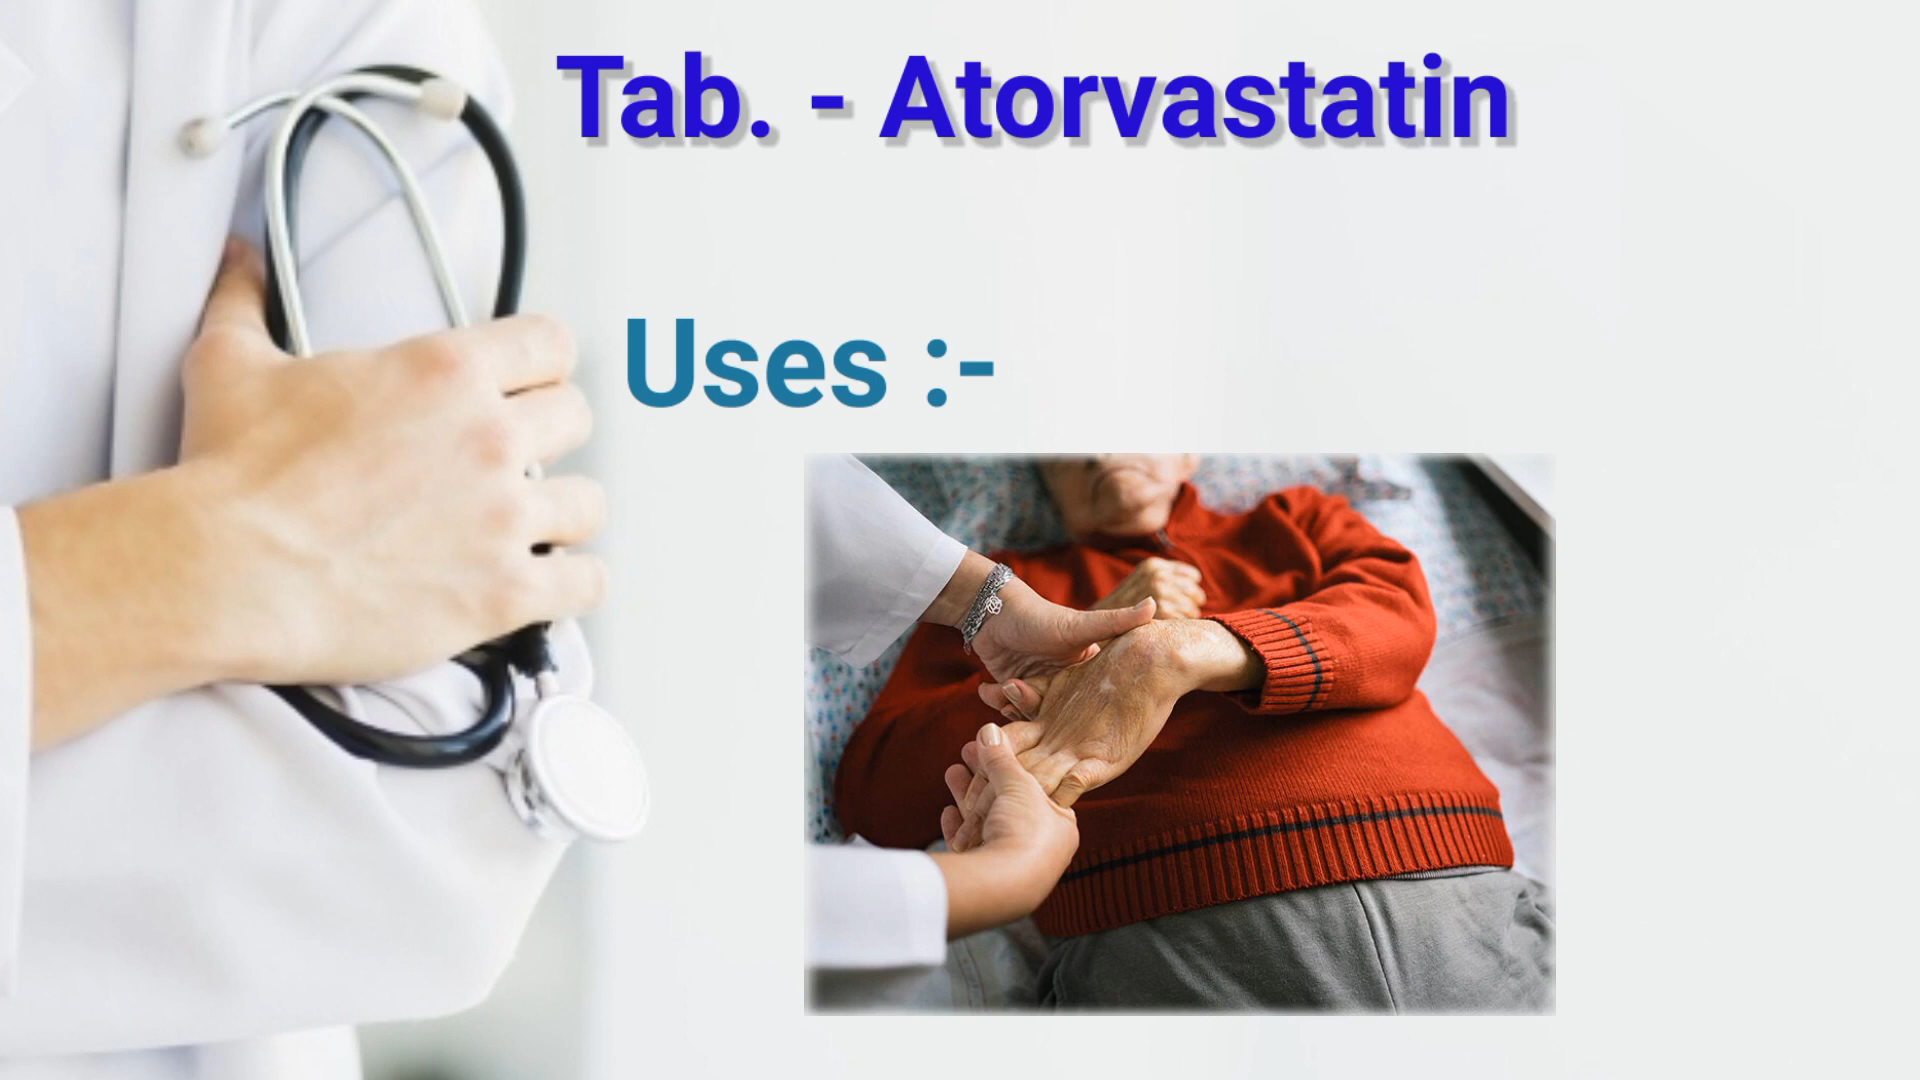 Tab. - Atorvastatin
Uses :-